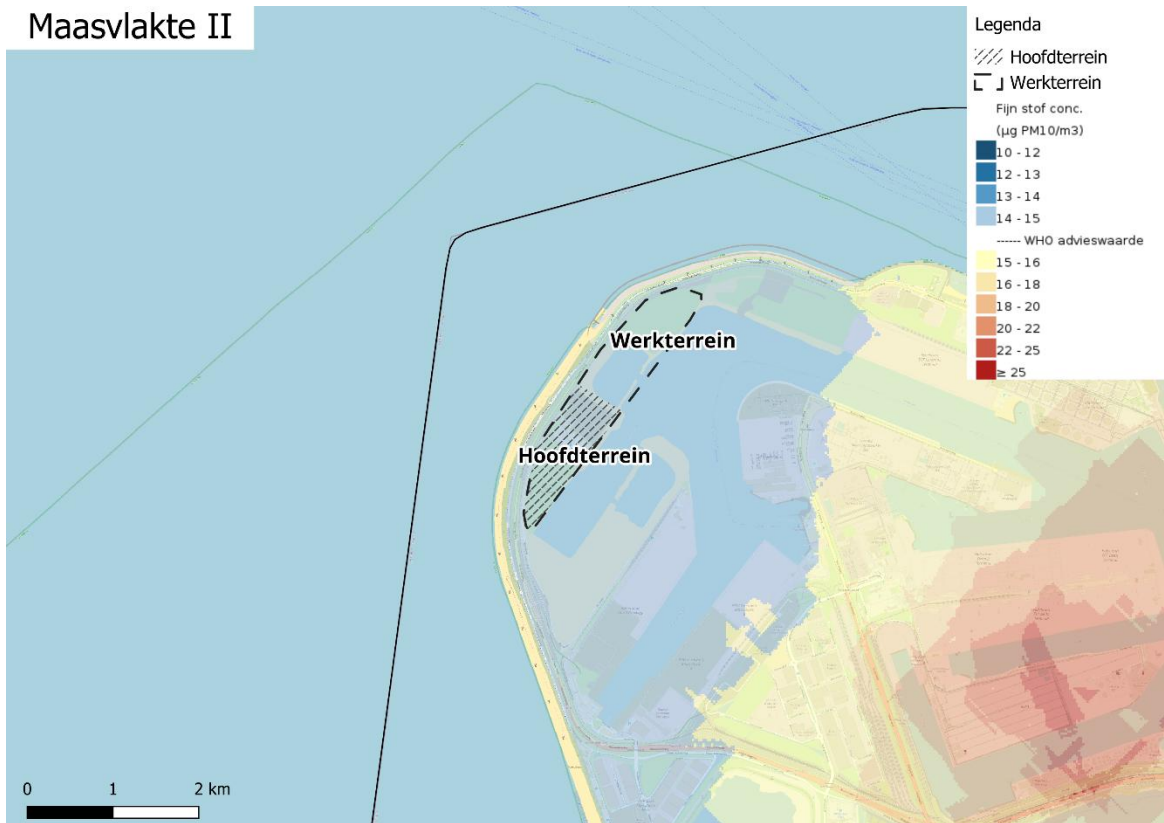 Maasvlakte II
Legenda
Hoofdterrein
Werkterrein
Fijn stof conc.
(µg PM10/m3)
10 - 12
12 - 13
13 - 14
14 - 15
------ WHO advieswaarde
15 - 16
16 - 18
18 - 20
20 - 22
22 - 25
≥ 25
Werkterrein
Hoofdterrein
0 1 2 km